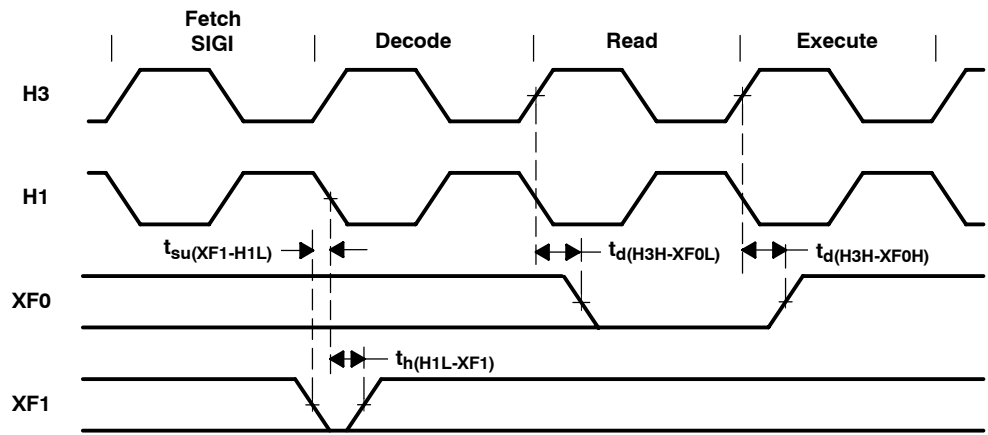 Fetch
SIGI
Decode
Read
Execute
H3
H1
tsu(XF1-H1L)
td(H3H-XF0L)
td(H3H-XF0H)
XF0
th(H1L-XF1)
XF1